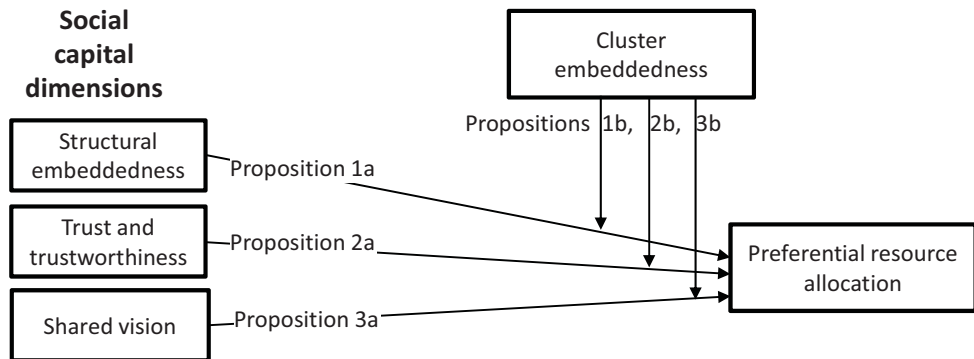 Social
capital
dimensions
Cluster
embeddedness
Propositions 1b, 2b, 3b
Structural
embeddedness
Proposition 1a
Trust and
trustworthiness
Proposition 2a
Preferential resource
allocation
Shared vision
Proposition 3a